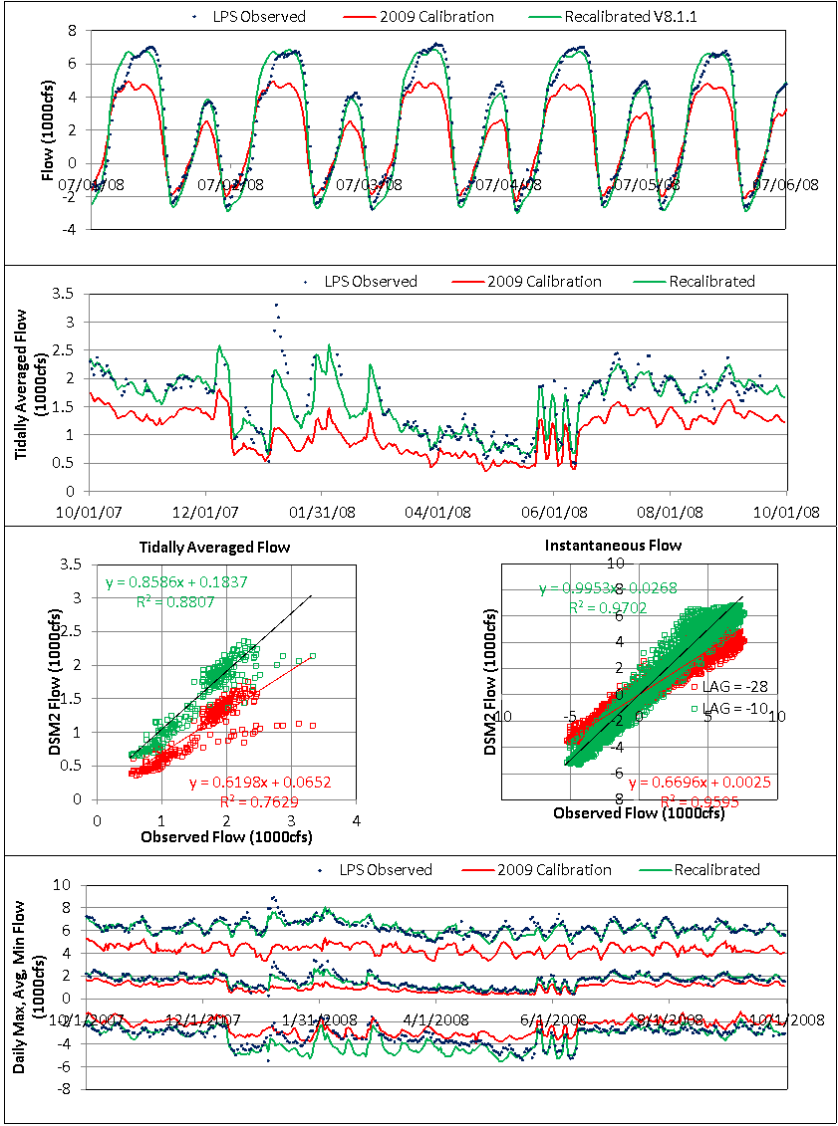 LPS Observed 2009 Calibration Recalibrated V8.1.1
Flow (1000cfs)
8
6
4
2
0
-2
-4
07/01/08 07/02/08 07/03/08 07/04/08 07/05/08 07/06/08
LPS Observed 2009 Calibration Recalibrated
Tidally Averaged Flow
(1000cfs)
3.5
3
2.5
2
1.5
1
0.5
0
10/01/07 12/01/07 01/31/08 04/01/08 06/01/08 08/01/08 10/01/08
Tidally Averaged Flow
DSM2 Flow (1000cfs)
3.5
3
2.5
2
1.5
1
0.5
0
y = 0.8586x + 0.1837
R² = 0.8807
y = 0.6198x + 0.0652
R² = 0.7629
0 1 2 3 4
Observed Flow (1000cfs)
Instantaneous Flow
DSM2 Flow (1000cfs)
10
8
6
4
2
0
-2
-4
-6
8
y = 0.9953x + 0.0268
R² = 0.9702
LAG = -28
LAG = -10
10 -5 0 5 10
y = 0.6696x + 0.0025
R² = 0.9595
Observed Flow (1000cfs)
LPS Observed 2009 Calibration Recalibrated
Daily Max, Avg, Min Flow
(1000cfs)
10
8
6
4
2
0
-2
-4
-6
-8
10/1/2007 12/1/2007 1/31/2008 4/1/2008 6/1/2008 8/1/2008 10/1/2008